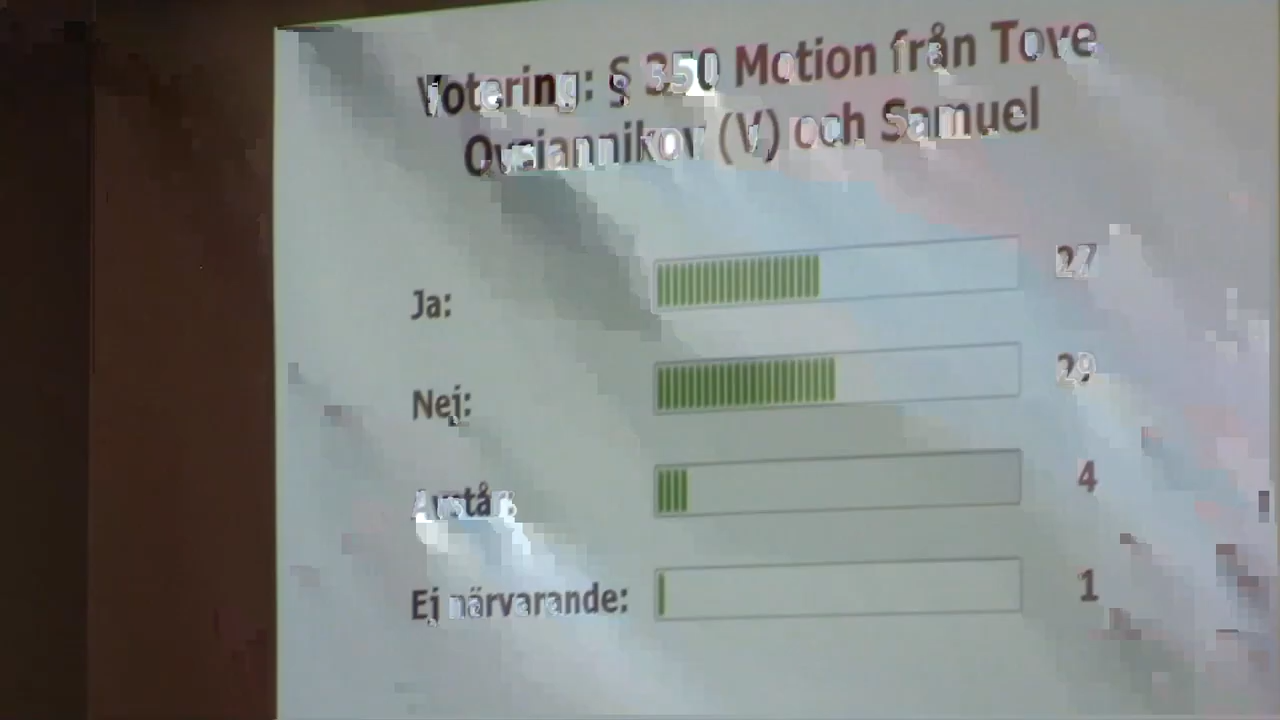 Votering: § 350 Motion från Tove
Ovsiannikov (V) och Samuel
Ja: 27
Nej: 29
Avstår: 4
Ej närvarande: 1